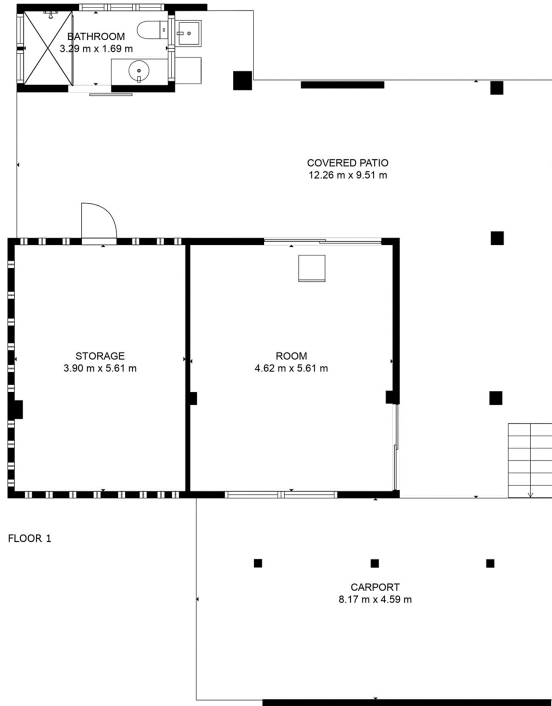 BATHROOM
3.29 m x 1.69 m
COVERED PATIO
12.26 m x 9.51 m
STORAGE
3.90 m x 5.61 m
ROOM
4.62 m x 5.61 m
FLOOR 1
CARPORT
8.17 m x 4.59 m